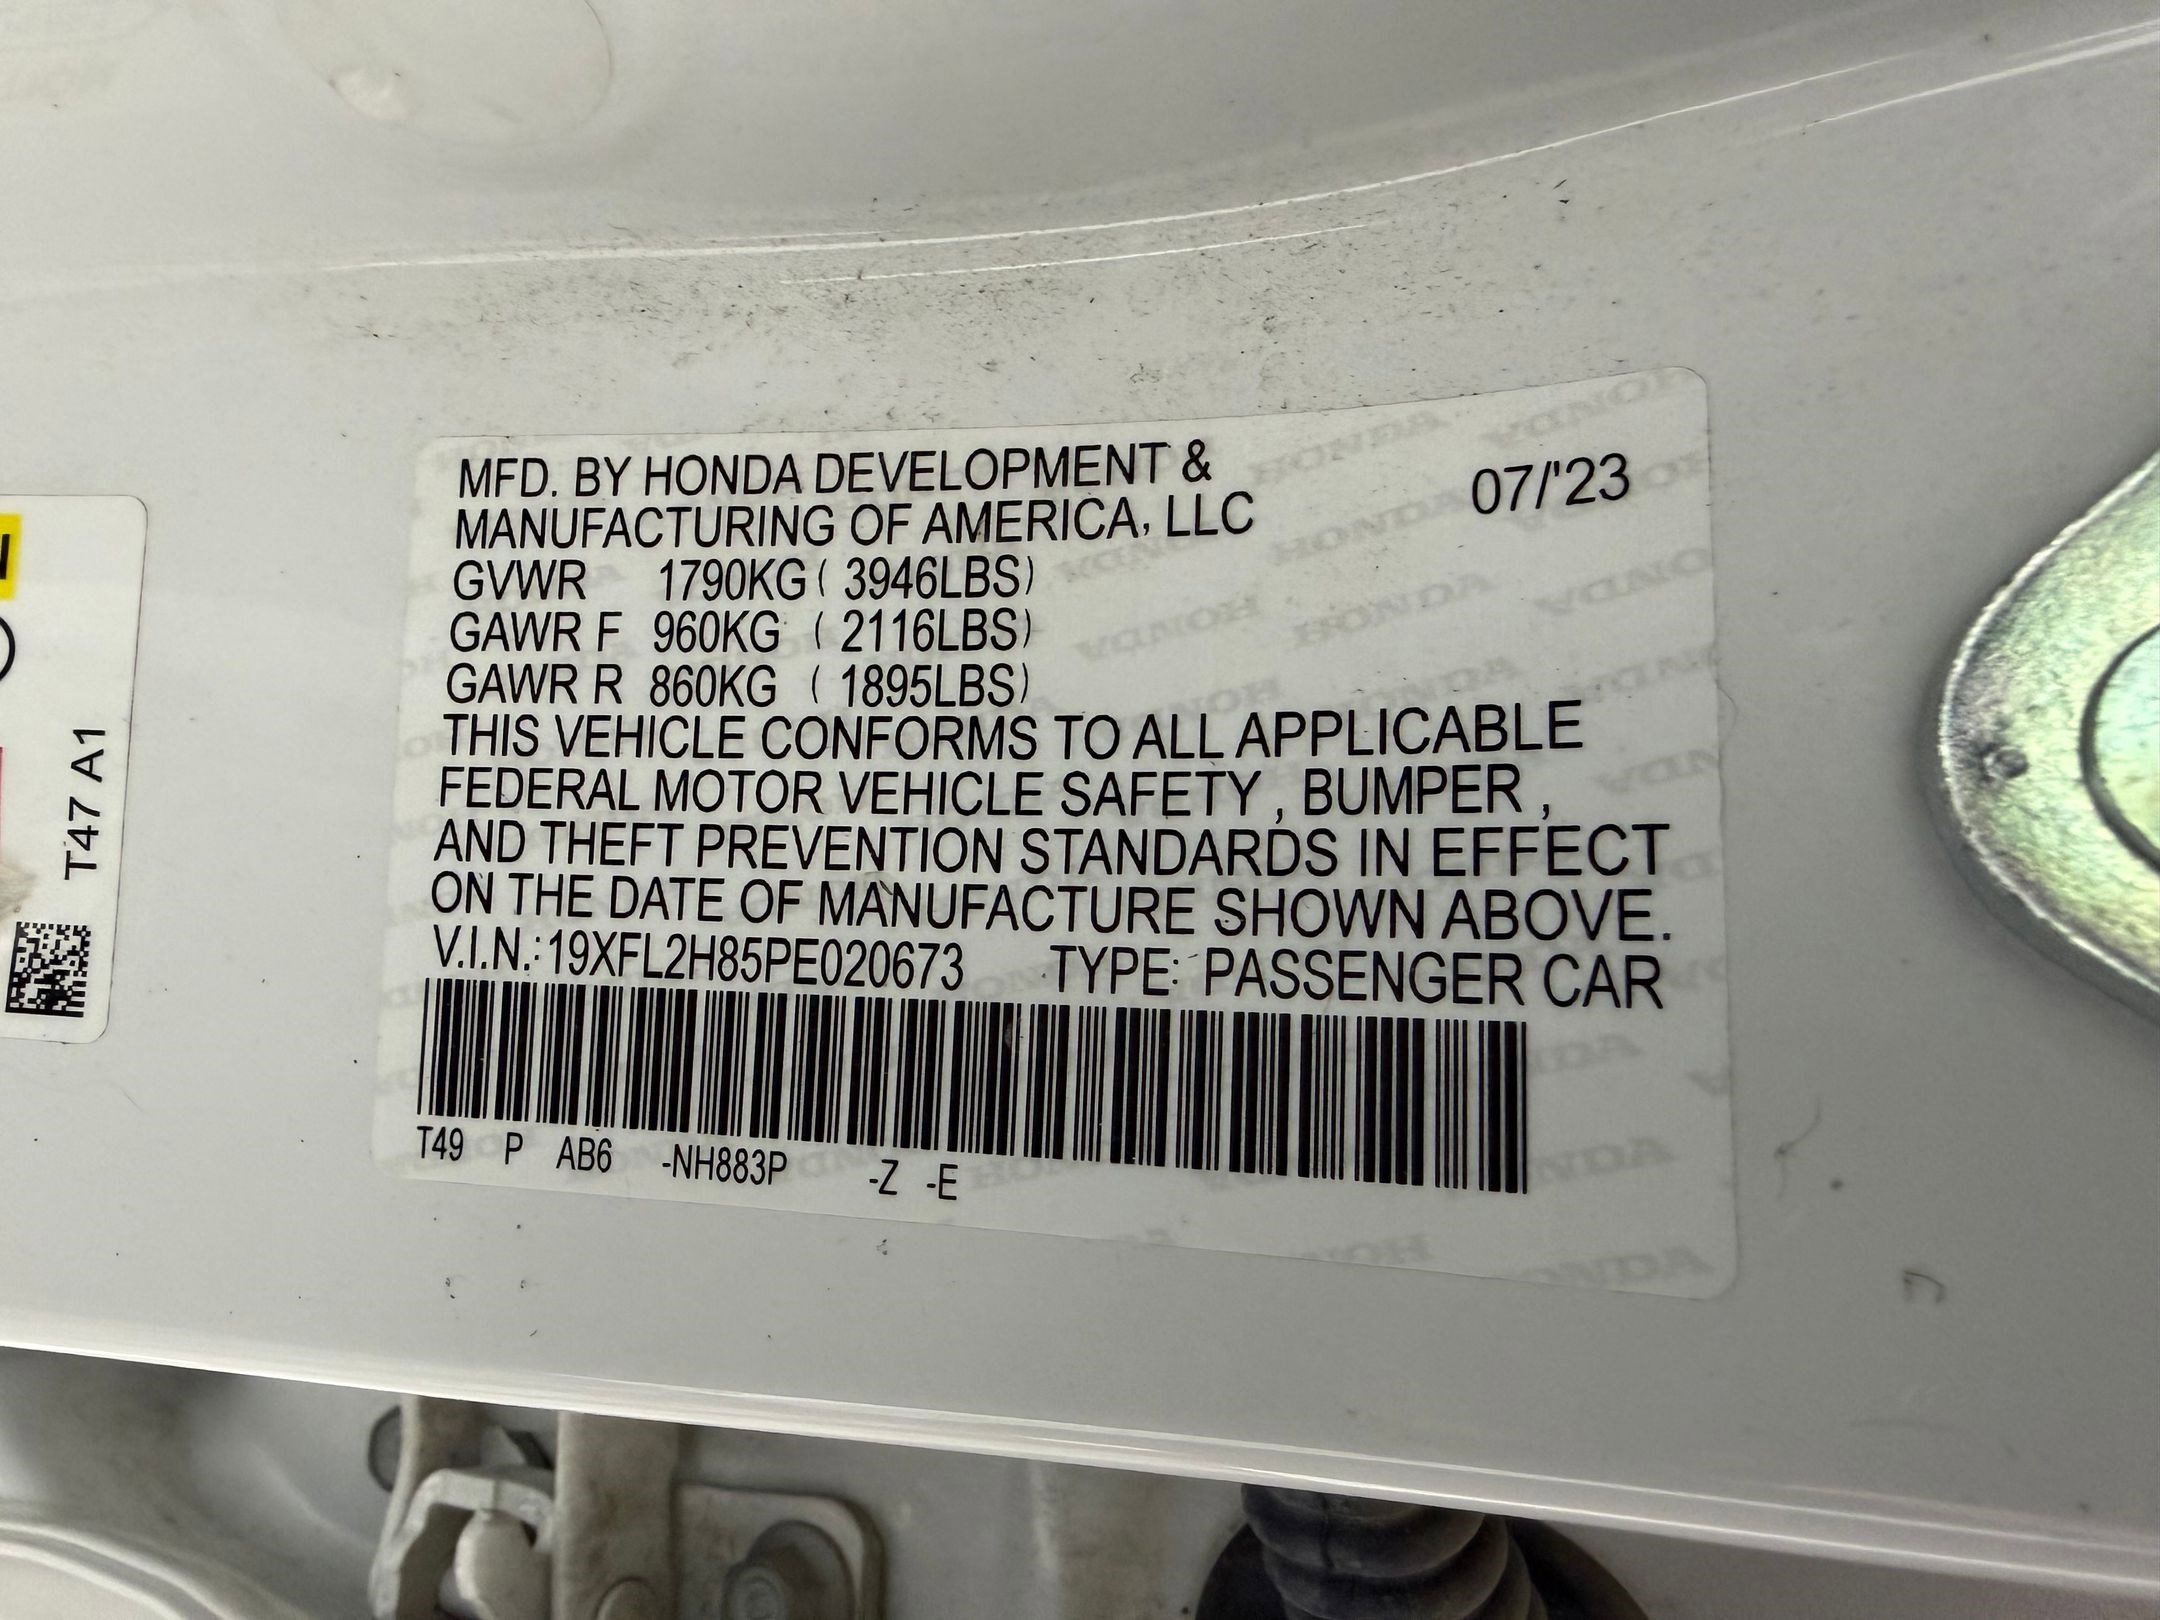 MFD. BY HONDA DEVELOPMENT &
MANUFACTURING OF AMERICA, LLC
07/'23
GVWR 1790KG ( 3946LBS)
GAWR F 960KG ( 2116LBS)
GAWR R 860KG ( 1895LBS)
THIS VEHICLE CONFORMS TO ALL APPLICABLE
FEDERAL MOTOR VEHICLE SAFETY , BUMPER ,
AND THEFT PREVENTION STANDARDS IN EFFECT
ON THE DATE OF MANUFACTURE SHOWN ABOVE.
V.I.N.: 19XFL2H85PE020673 TYPE: PASSENGER CAR
T49 P AB6 -NH883P -Z -E
T47 A1